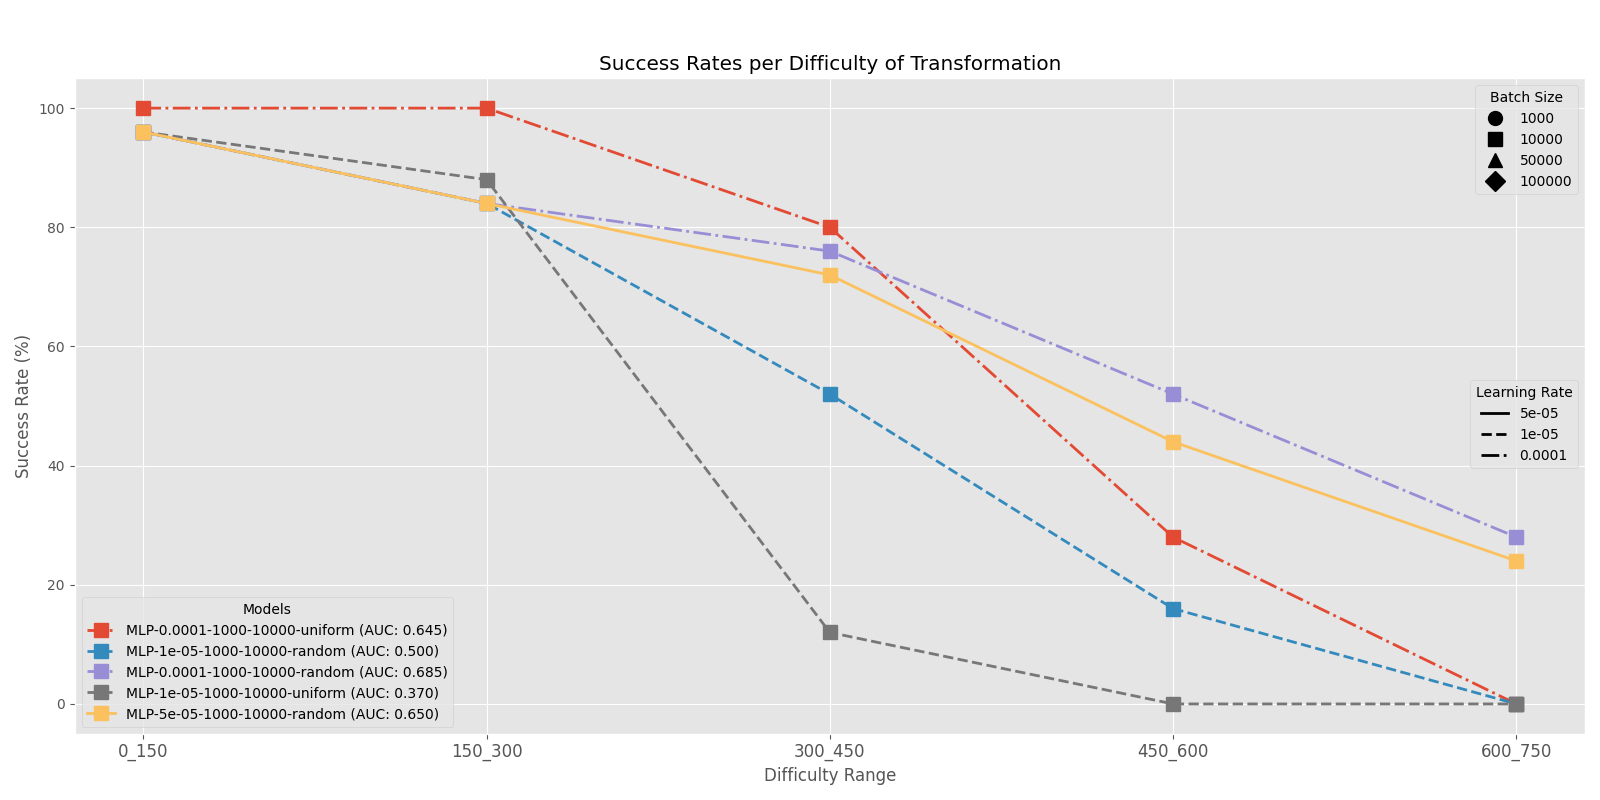 Success Rates per Difficulty of Transformation
Success Rate (%)
100
80
60
40
20
0
Batch Size
1000
10000
50000
100000
Learning Rate
5e-05
1e-05
0.0001
Models
MLP-0.0001-1000-10000-uniform (AUC: 0.645)
MLP-1e-05-1000-10000-random (AUC: 0.500)
MLP-0.0001-1000-10000-random (AUC: 0.685)
MLP-1e-05-1000-10000-uniform (AUC: 0.370)
MLP-5e-05-1000-10000-random (AUC: 0.650)
0_150 150_300 300_450 450_600 600_750
Difficulty Range